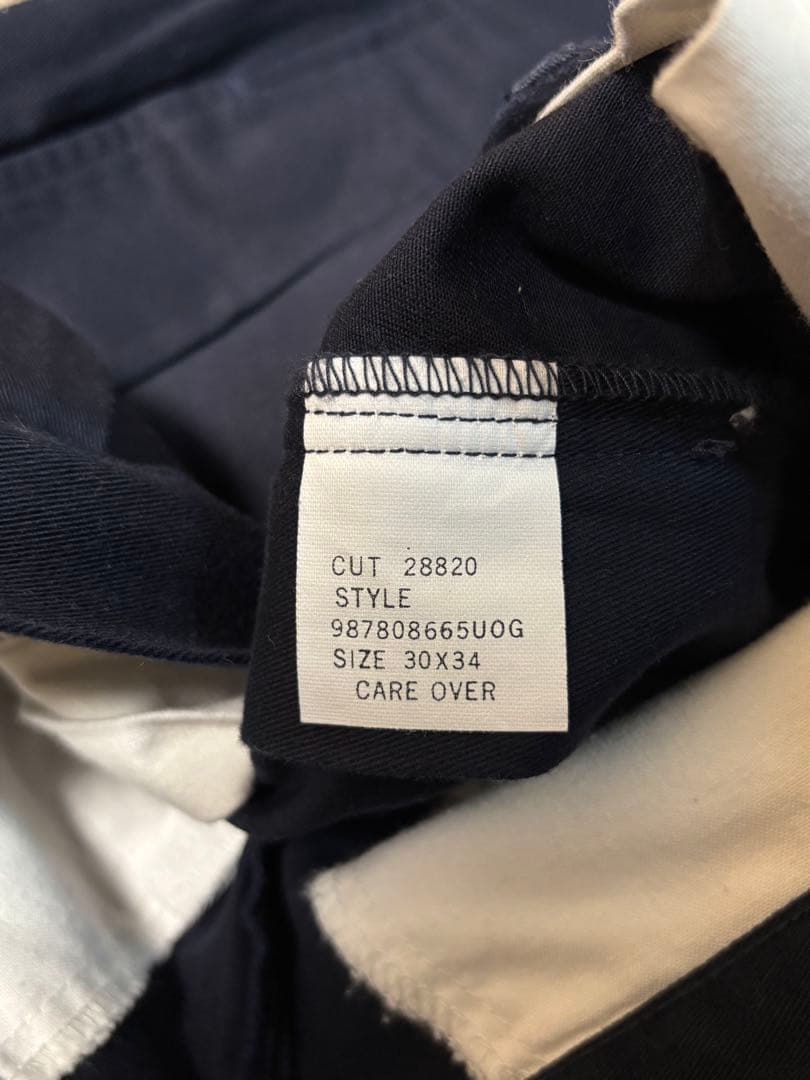 CUT 28820
STYLE
987808665UOG
SIZE 30X34
CARE OVER